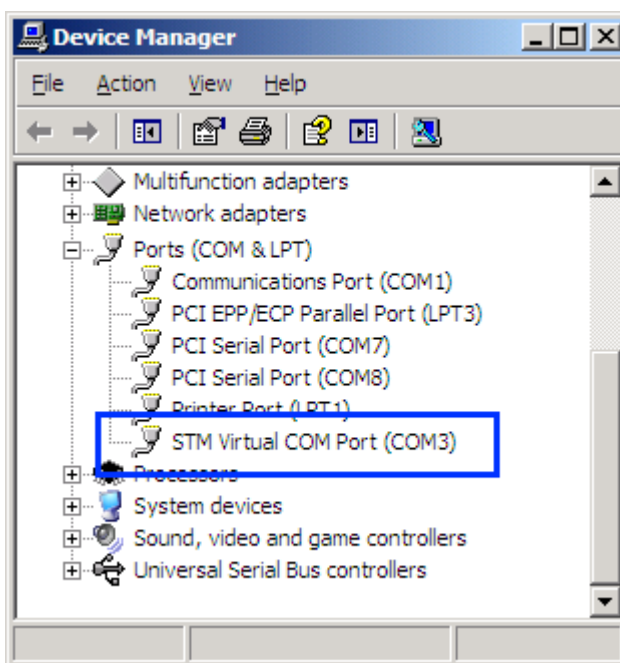 Device Manager
File Action View Help
Multifunction adapters
Network adapters
Ports (COM & LPT)
Communications Port (COM1)
PCI EPP/ECP Parallel Port (LPT3)
PCI Serial Port (COM7)
PCI Serial Port (COM8)
Printer Port (LPT1)
STM Virtual COM Port (COM3)
Processors
System devices
Sound, video and game controllers
Universal Serial Bus controllers